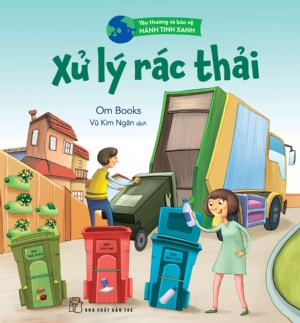 Yêu thương và bảo vệ
HÀNH TINH XANH
Xử lý rác thải
Om Books
Vũ Kim Ngân dịch
NHÀ XUẤT BẢN TRẺ